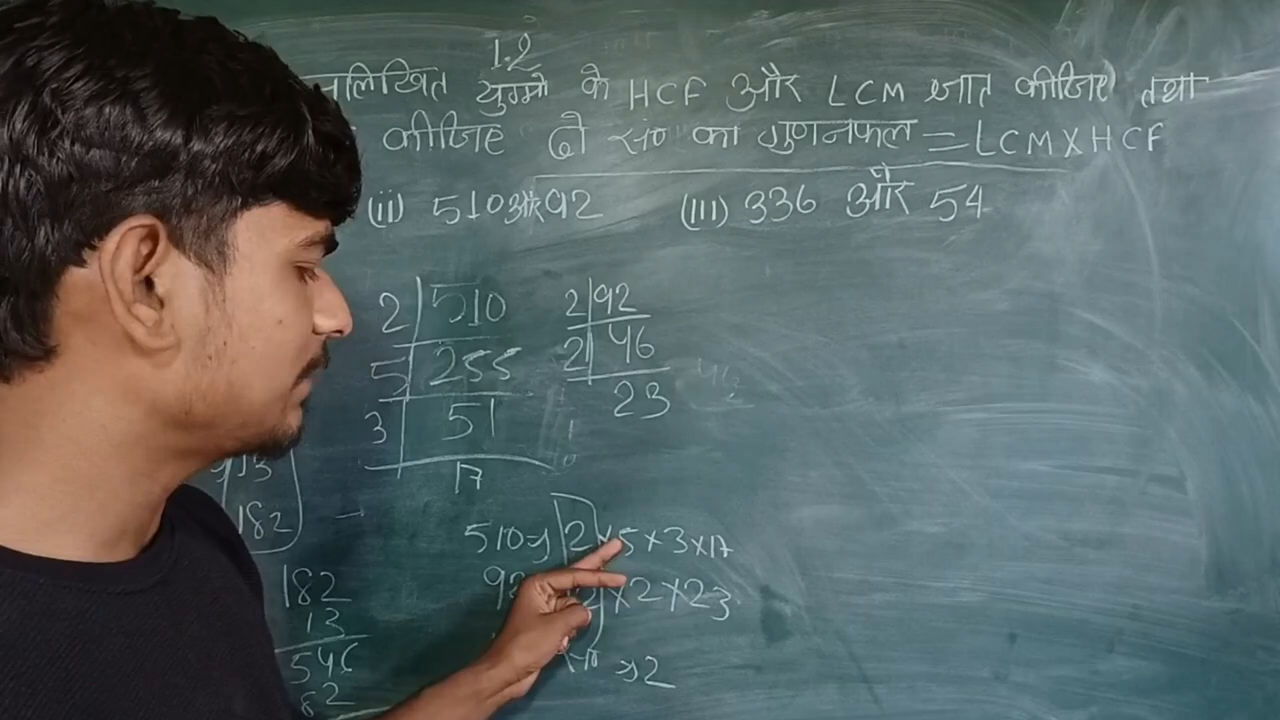 1.2
युग्मो के HCF और LCM ज्ञात कीजिए तथा
कीजिए दो सं० का गुणनफल = LCM X HCF
(ii) 510 और 92 (III) 336 और 54
2 510
5 255
3 51
17
2 92
2 46
23
182
182
13
546
82
510 ⇒ 2 × 5 × 3 × 17
× 2 × 23
⇒ 2